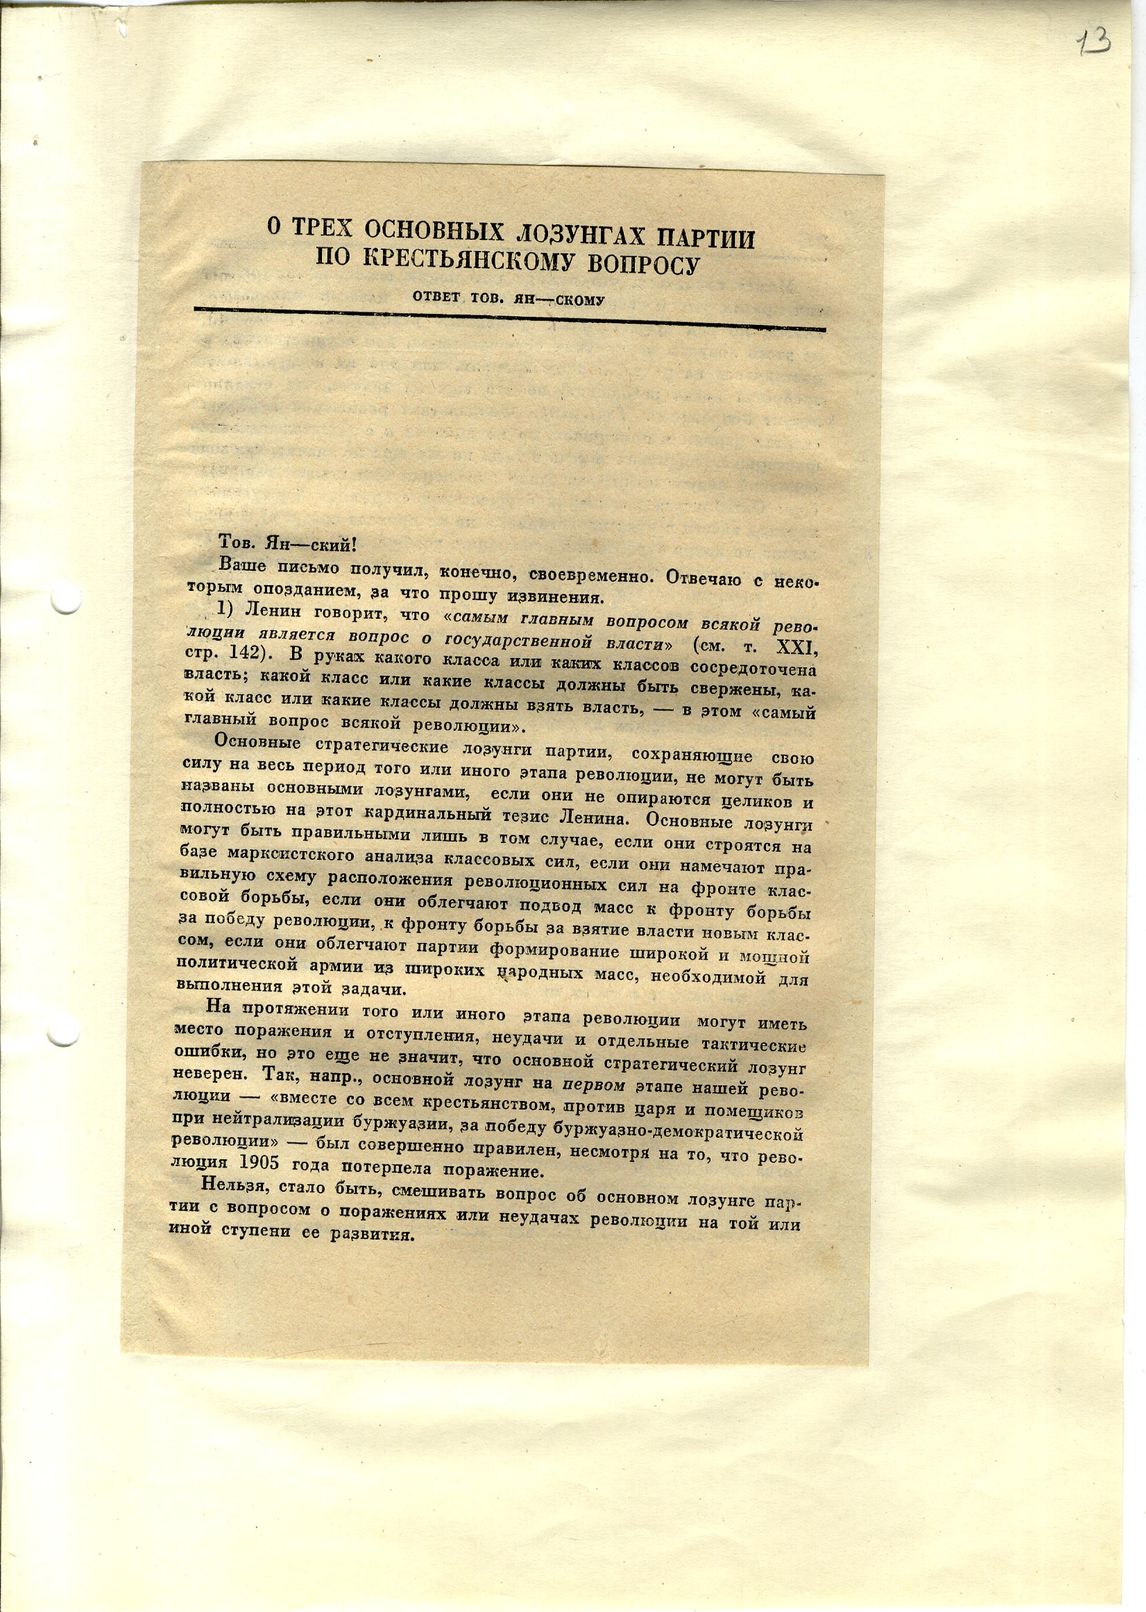 13
О ТРЕХ ОСНОВНЫХ ЛОЗУНГАХ ПАРТИИ
ПО КРЕСТЬЯНСКОМУ ВОПРОСУ
ОТВЕТ ТОВ. ЯН—СКОМУ
Тов. Ян—ский!
Ваше письмо получил, конечно, своевременно. Отвечаю с неко-
торым опозданием, за что прошу извинения.
1) Ленин говорит, что «самым главным вопросом всякой рево-
люции является вопрос о государственной власти» (см. т. XXI,
стр. 142). В руках какого класса или каких классов сосредоточена
власть; какой класс или какие классы должны быть свержены, ка-
кой класс или какие классы должны взять власть, — в этом «самый
главный вопрос всякой революции».
Основные стратегические лозунги партии, сохраняющие свою
силу на весь период того или иного этапа революции, не могут быть
названы основными лозунгами, если они не опираются целиков и
полностью на этот кардинальный тезис Ленина. Основные лозунги
могут быть правильными лишь в том случае, если они строятся на
базе марксистского анализа классовых сил, если они намечают пра-
вильную схему расположения революционных сил на фронте клас-
совой борьбы, если они облегчают подвод масс к фронту борьбы
за победу революции, к фронту борьбы за взятие власти новым клас-
сом, если они облегчают партии формирование широкой и мощной
политической армии из широких народных масс, необходимой для
выполнения этой задачи.
На протяжении того или иного этапа революции могут иметь
место поражения и отступления, неудачи и отдельные тактические
ошибки, но это еще не значит, что основной стратегический лозунг
неверен. Так, напр., основной лозунг на первом этапе нашей рево-
люции — «вместе со всем крестьянством, против царя и помещиков
при нейтрализации буржуазии, за победу буржуазно-демократической
революции» — был совершенно правилен, несмотря на то, что рево-
люция 1905 года потерпела поражение.
Нельзя, стало быть, смешивать вопрос об основном лозунге пар-
тии с вопросом о поражениях или неудачах революции на той или
иной ступени ее развития.